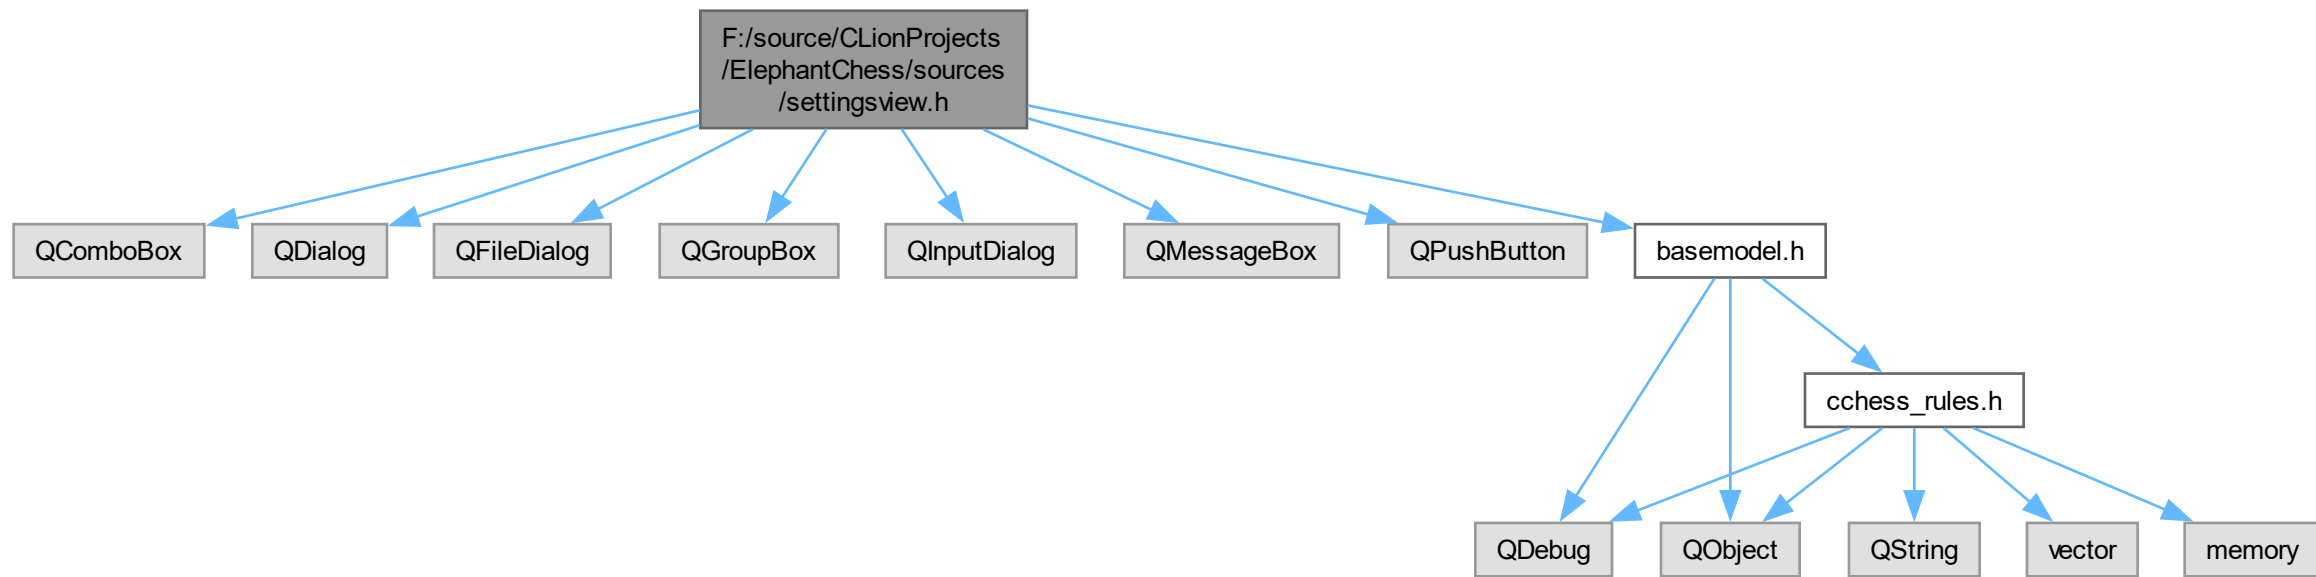 F:/source/CLionProjects
/ElephantChess/sources
/settingsview.h
QComboBox
QDialog
QFileDialog
QGroupBox
QInputDialog
QMessageBox
QPushButton
basemodel.h
cchess_rules.h
QDebug
QObject
QString
vector
memory